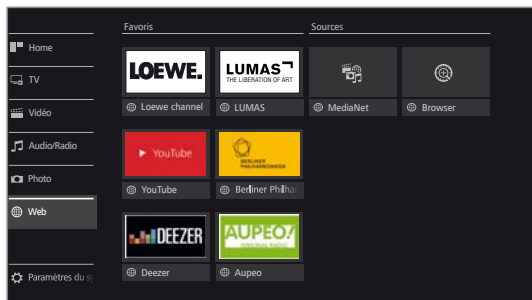 Favoris
Sources
Home
TV
Vidéo
Audio/Radio
Photo
Web
Paramètres du sy
LOEWE.
LUMAS
THE LIBERATION OF ART
Loewe channel
LUMAS
MediaNet
Browser
YouTube
BERLINER
PHILHARMONIKER
YouTube
Berliner Philhar
DEEZER
AUPEO!
PERSONAL RADIO
Deezer
Aupeo